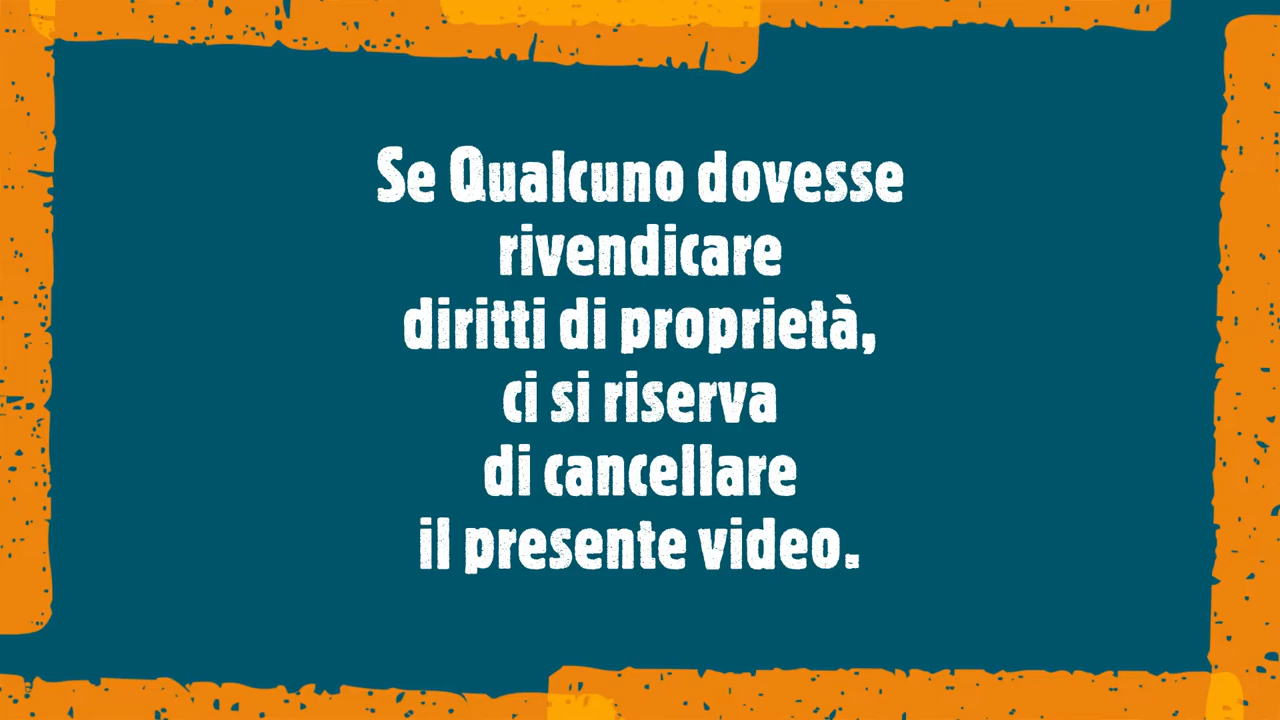 Se Qualcuno dovesse
rivendicare
diritti di proprietà,
ci si riserva
di cancellare
il presente video.